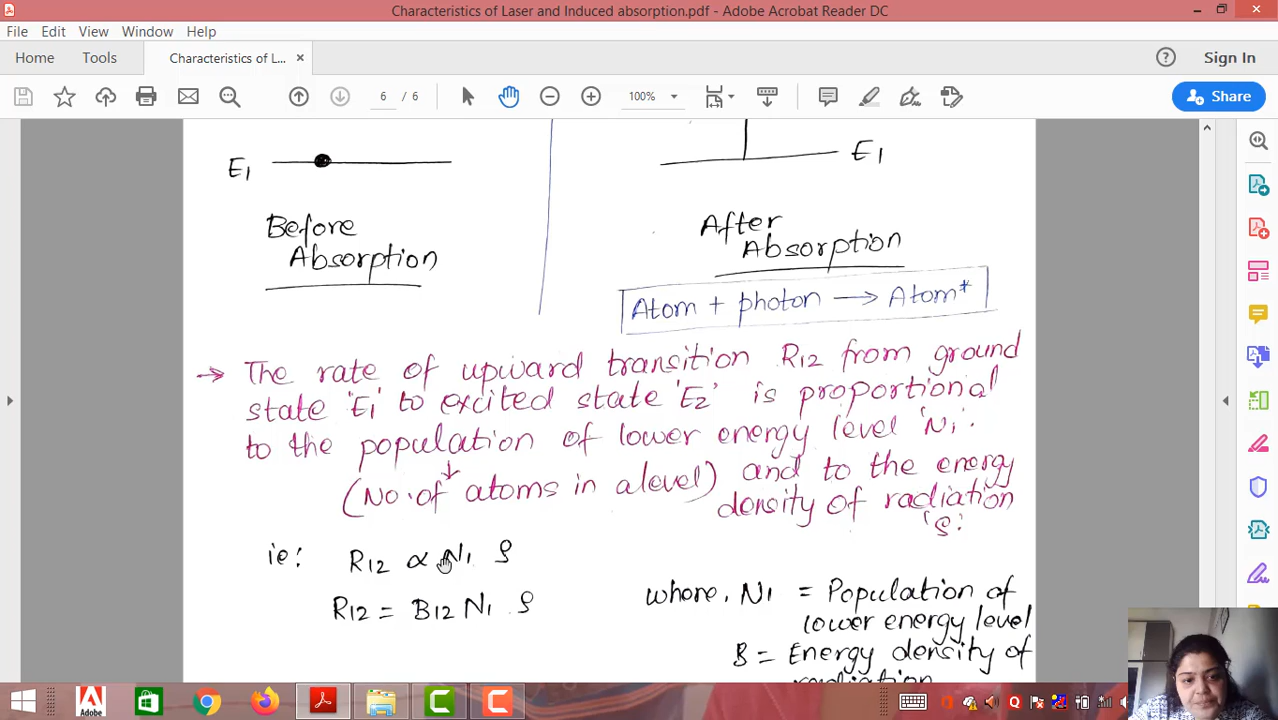 Characteristics of Laser and Induced absorption.pdf - Adobe Acrobat Reader DC
File Edit View Window Help
Home Tools Characteristics of L... × Sign In
6 / 6 100% Share
E1
E1
Before
Absorption
After
Absorption
Atom + photon → Atom*
→ The rate of upward transition R12 from ground
state 'E1' to excited state 'E2' is proportional
to the population of lower energy level 'N1'.
(No. of atoms in a level) and to the energy
density of radiation
'ρ'.
ie: R12 ∝ N1 ρ
R12 = B12 N1 ρ
where, N1 = Population of
lower energy level
B = Energy density of
radiation
Adobe